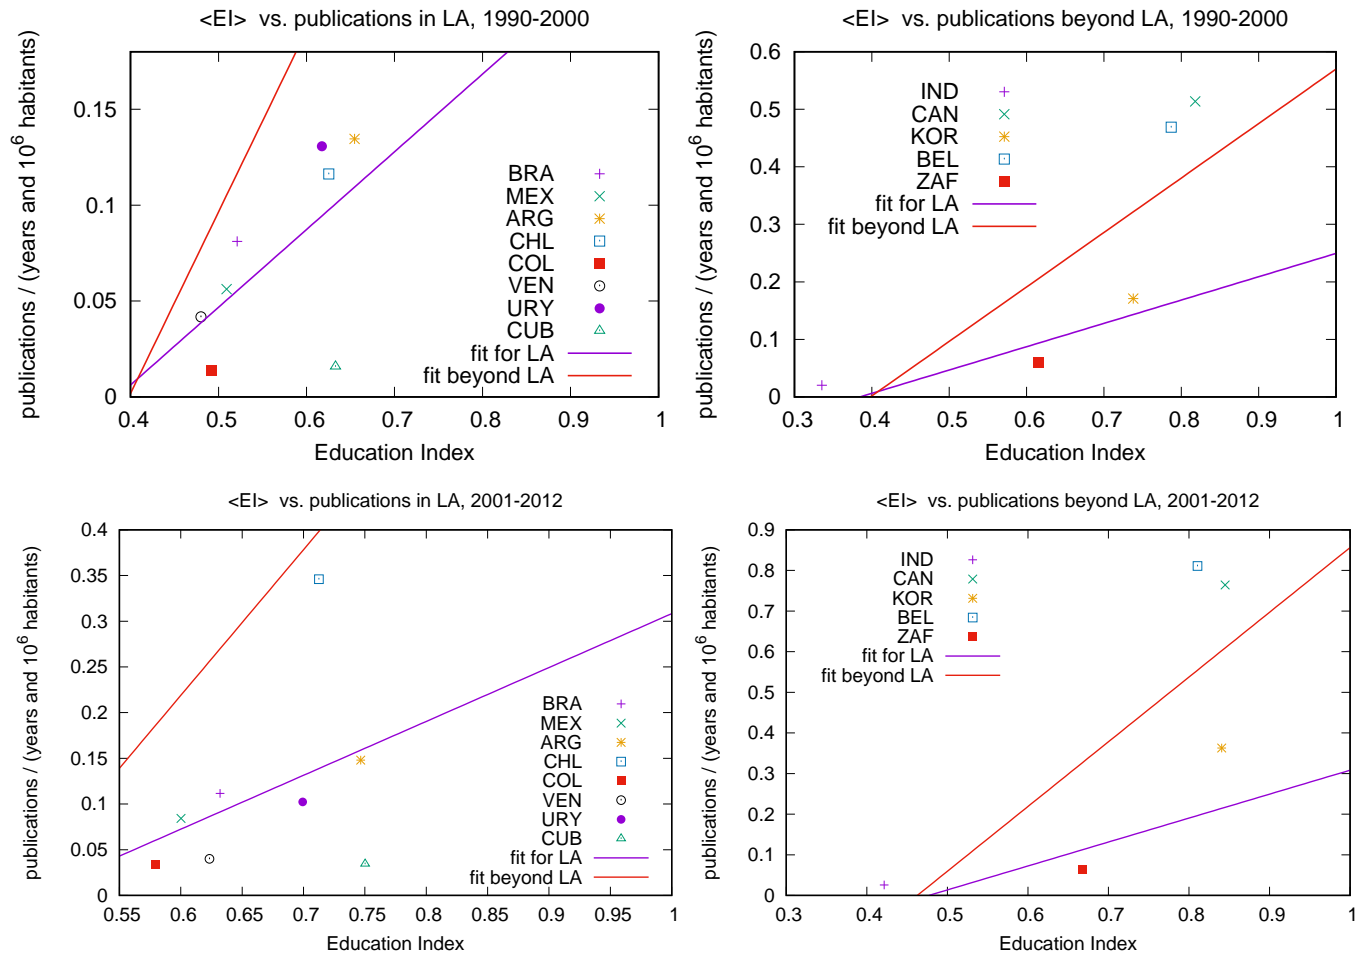 <EI> vs. publications in LA, 1990-2000
publications / (years and 10^6 habitants)
0.15
0.1
0.05
0
BRA
MEX
ARG
CHL
COL
VEN
URY
CUB
fit for LA
fit beyond LA
0.4 0.5 0.6 0.7 0.8 0.9 1
Education Index
<EI> vs. publications beyond LA, 1990-2000
publications / (years and 10^6 habitants)
0.6
0.5
0.4
0.3
0.2
0.1
0
IND
CAN
KOR
BEL
ZAF
fit for LA
fit beyond LA
0.3 0.4 0.5 0.6 0.7 0.8 0.9 1
Education Index
<EI> vs. publications in LA, 2001-2012
publications / (years and 10^6 habitants)
0.4
0.35
0.3
0.25
0.2
0.15
0.1
0.05
0
BRA
MEX
ARG
CHL
COL
VEN
URY
CUB
fit for LA
fit beyond LA
0.55 0.6 0.65 0.7 0.75 0.8 0.85 0.9 0.95 1
Education Index
<EI> vs. publications beyond LA, 2001-2012
publications / (years and 10^6 habitants)
0.9
0.8
0.7
0.6
0.5
0.4
0.3
0.2
0.1
0
IND
CAN
KOR
BEL
ZAF
fit for LA
fit beyond LA
0.3 0.4 0.5 0.6 0.7 0.8 0.9 1
Education Index